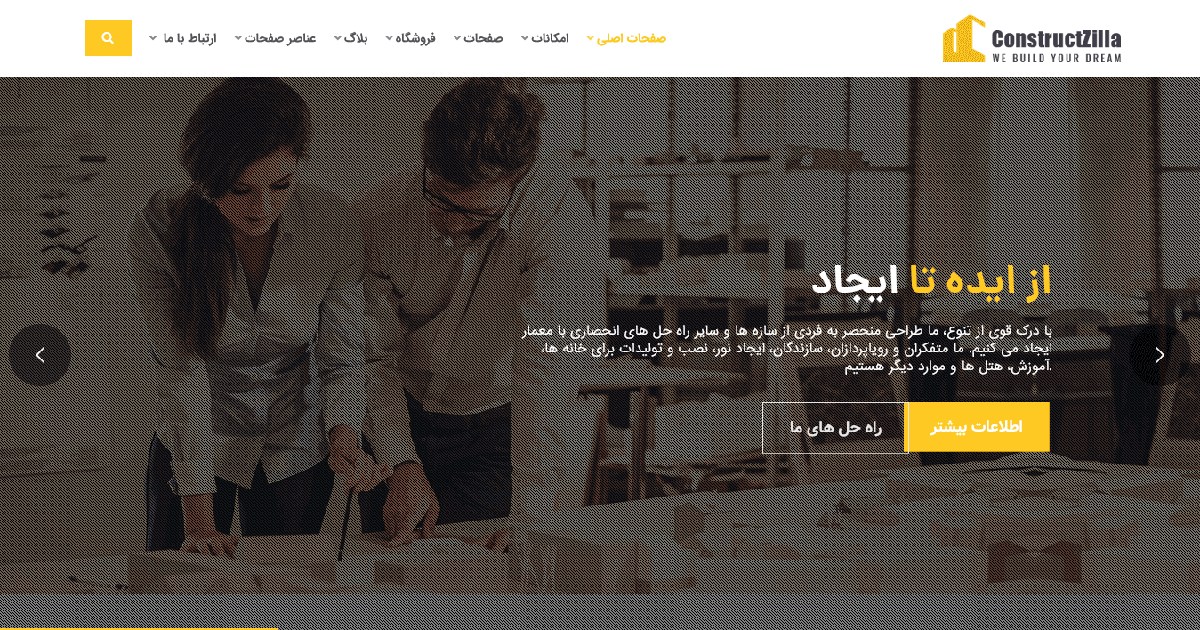 ConstructZilla
WE BUILD YOUR DREAM
صفحات اصلی
امکانات
صفحات
فروشگاه
بلاگ
عناصر صفحات
ارتباط با ما
از ایده تا ایجاد
با درک قوی از تنوع، ما طراحی منحصر به فردی از سازه ها و سایر راه حل های انحصاری با معمار
ایجاد می کنیم. ما متفکران و رویاپردازان، سازندگان، ایجاد نور، نصب و تولیدات برای خانه ها،
آموزش، هتل ها و موارد دیگر هستیم.
اطلاعات بیشتر
راه حل های ما